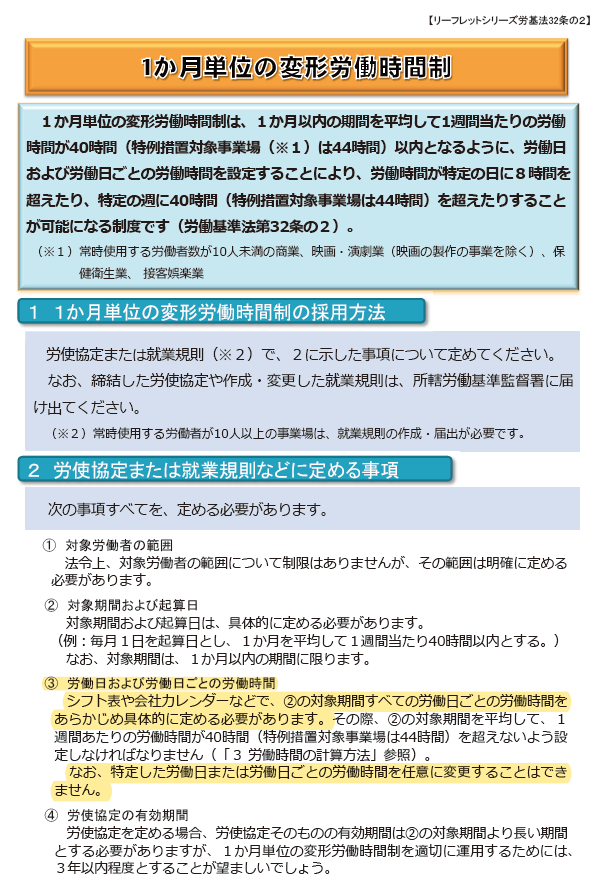 【リーフレットシリーズ労基法32条の２】
1か月単位の変形労働時間制
１か月単位の変形労働時間制は、１か月以内の期間を平均して1週間当たりの労働
時間が40時間（特例措置対象事業場（※１）は44時間）以内となるように、労働日
および労働日ごとの労働時間を設定することにより、労働時間が特定の日に８時間を
超えたり、特定の週に40時間（特例措置対象事業場は44時間）を超えたりすること
が可能になる制度です（労働基準法第32条の２）。
（※１）常時使用する労働者数が10人未満の商業、映画・演劇業（映画の製作の事業を除く）、保
健衛生業、 接客娯楽業
１ 1か月単位の変形労働時間制の採用方法
労使協定または就業規則（※２）で、２に示した事項について定めてください。
なお、締結した労使協定や作成・変更した就業規則は、所轄労働基準監督署に届
け出てください。
（※２）常時使用する労働者が10人以上の事業場は、就業規則の作成・届出が必要です。
２ 労使協定または就業規則などに定める事項
次の事項すべてを、定める必要があります。
① 対象労働者の範囲
法令上、対象労働者の範囲について制限はありませんが、その範囲は明確に定める
必要があります。
② 対象期間および起算日
対象期間および起算日は、具体的に定める必要があります。
（例：毎月１日を起算日とし、１か月を平均して１週間当たり40時間以内とする。）
なお、対象期間は、１か月以内の期間に限ります。
③ 労働日および労働日ごとの労働時間
シフト表や会社カレンダーなどで、②の対象期間すべての労働日ごとの労働時間を
あらかじめ具体的に定める必要があります。その際、②の対象期間を平均して、１
週間あたりの労働時間が40時間（特例措置対象事業場は44時間）を超えないよう設
定しなければなりません（「３ 労働時間の計算方法」参照）。
なお、特定した労働日または労働日ごとの労働時間を任意に変更することはでき
ません。
④ 労使協定の有効期間
労使協定を定める場合、労使協定そのものの有効期間は②の対象期間より長い期間
とする必要がありますが、１か月単位の変形労働時間制を適切に運用するためには、
３年以内程度とすることが望ましいでしょう。